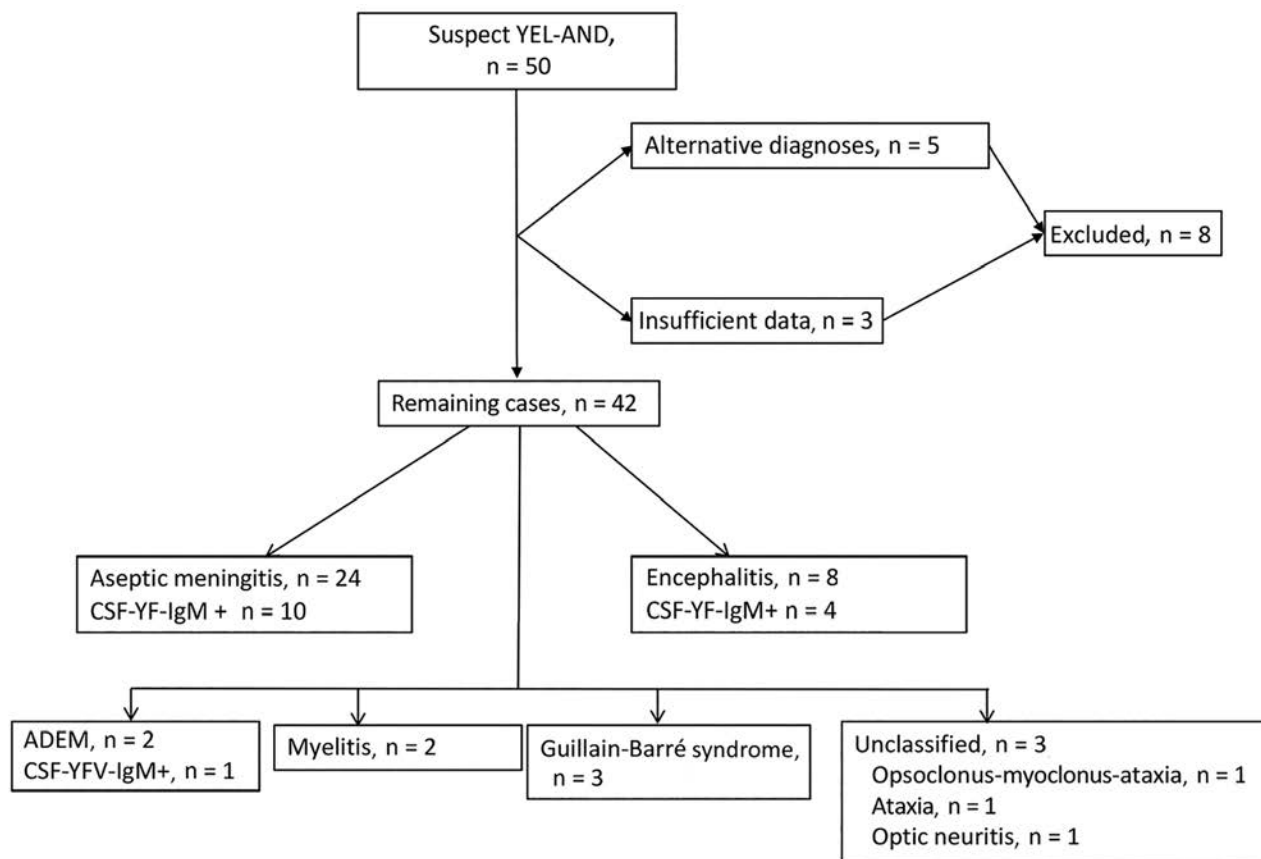 Suspect YEL-AND,
n = 50
Alternative diagnoses, n = 5
Excluded, n = 8
Insufficient data, n = 3
Remaining cases, n = 42
Aseptic meningitis, n = 24
CSF-YF-IgM + n = 10
Encephalitis, n = 8
CSF-YF-IgM+ n = 4
ADEM, n = 2
CSF-YFV-IgM+, n = 1
Myelitis, n = 2
Guillain-Barré syndrome,
n = 3
Unclassified, n = 3
Opsoclonus-myoclonus-ataxia, n = 1
Ataxia, n = 1
Optic neuritis, n = 1